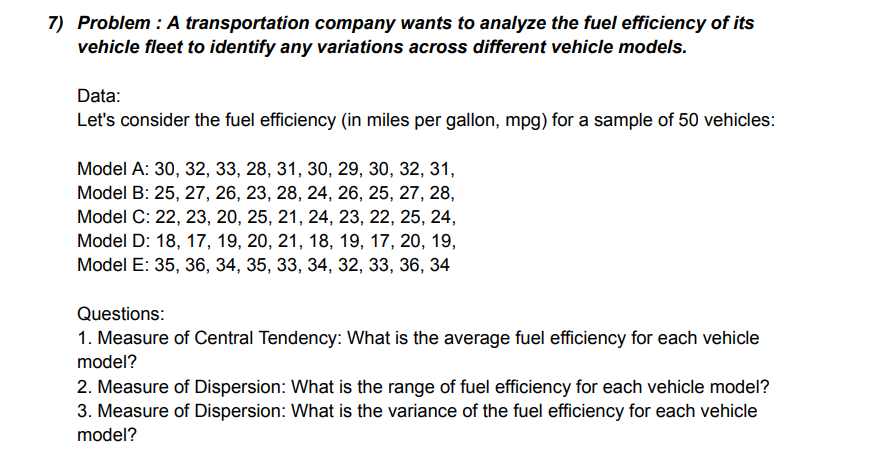 7) Problem : A transportation company wants to analyze the fuel efficiency of its
vehicle fleet to identify any variations across different vehicle models.
Data:
Let's consider the fuel efficiency (in miles per gallon, mpg) for a sample of 50 vehicles:
Model A: 30, 32, 33, 28, 31, 30, 29, 30, 32, 31,
Model B: 25, 27, 26, 23, 28, 24, 26, 25, 27, 28,
Model C: 22, 23, 20, 25, 21, 24, 23, 22, 25, 24,
Model D: 18, 17, 19, 20, 21, 18, 19, 17, 20, 19,
Model E: 35, 36, 34, 35, 33, 34, 32, 33, 36, 34
Questions:
1. Measure of Central Tendency: What is the average fuel efficiency for each vehicle
model?
2. Measure of Dispersion: What is the range of fuel efficiency for each vehicle model?
3. Measure of Dispersion: What is the variance of the fuel efficiency for each vehicle
model?